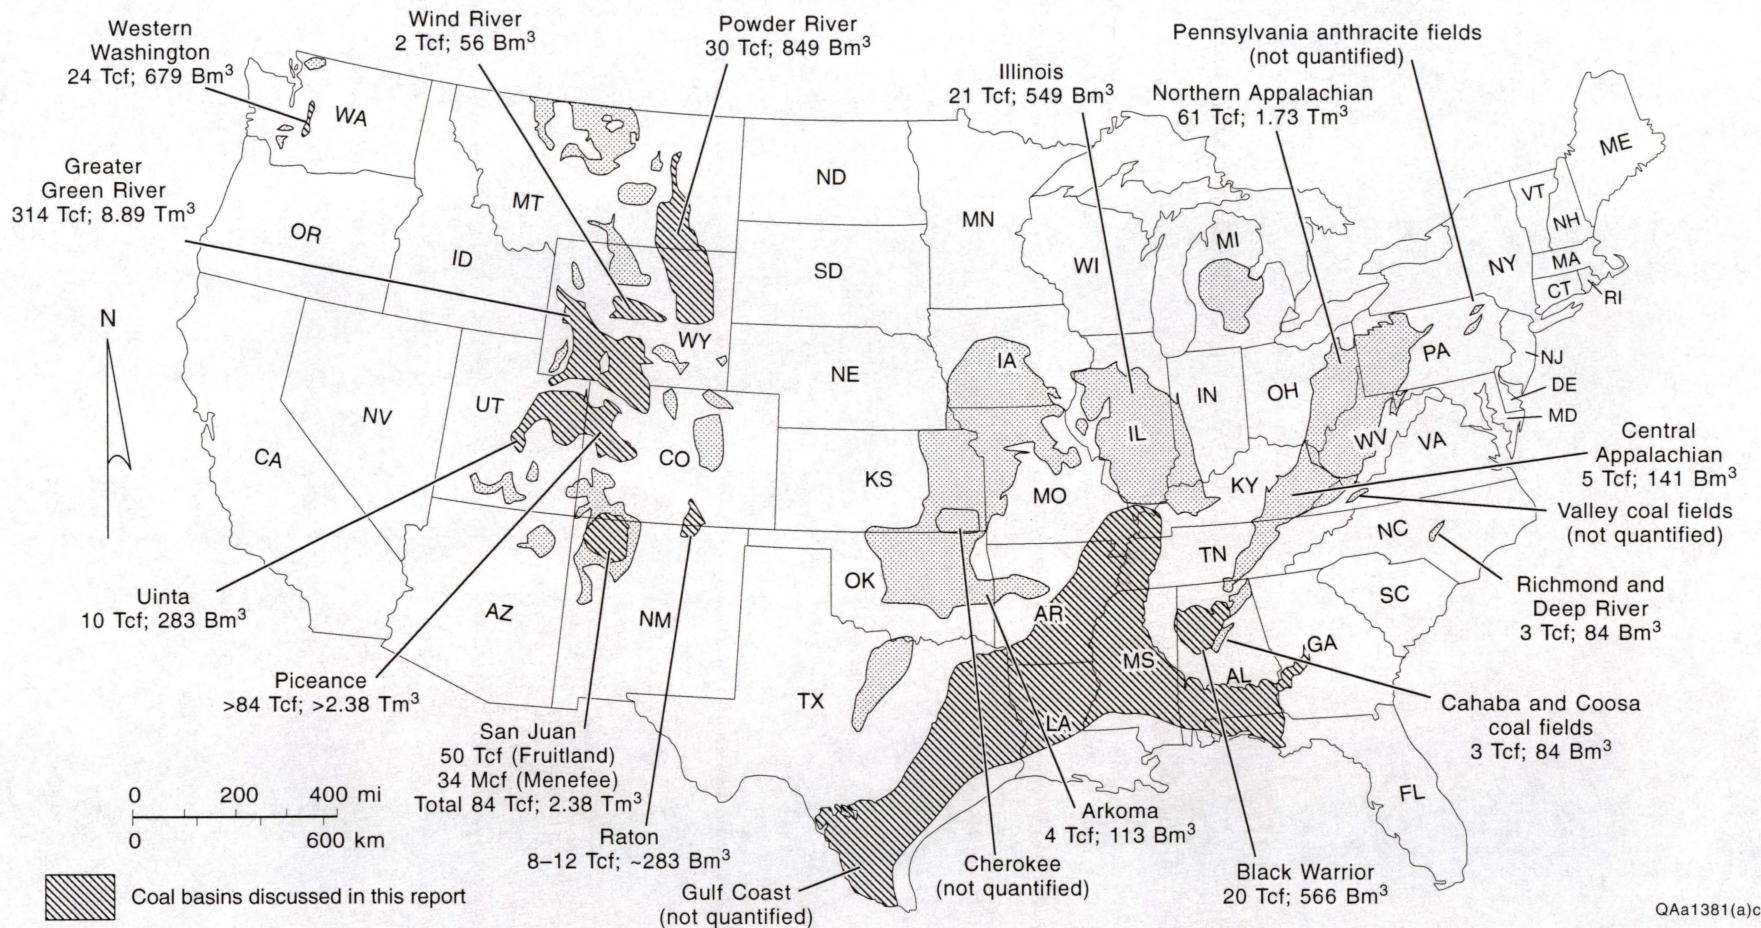 Western
Washington
24 Tcf; 679 Bm³
Wind River
2 Tcf; 56 Bm³
Powder River
30 Tcf; 849 Bm³
Illinois
21 Tcf; 549 Bm³
Pennsylvania anthracite fields
(not quantified)
Northern Appalachian
61 Tcf; 1.73 Tm³
Greater
Green River
314 Tcf; 8.89 Tm³
WA
OR
ID
MT
ND
SD
MN
WI
MI
NY
VT
NH
ME
MA
CT
RI
N
WY
NE
IA
IL
IN
OH
PA
NJ
DE
MD
CA
NV
UT
CO
KS
MO
KY
WV
VA
Central
Appalachian
5 Tcf; 141 Bm³
Valley coal fields
(not quantified)
AZ
NM
OK
AR
TN
NC
SC
Richmond and
Deep River
3 Tcf; 84 Bm³
TX
LA
MS
AL
GA
FL
Cahaba and Coosa
coal fields
3 Tcf; 84 Bm³
Uinta
10 Tcf; 283 Bm³
Piceance
>84 Tcf; >2.38 Tm³
San Juan
50 Tcf (Fruitland)
34 Mcf (Menefee)
Total 84 Tcf; 2.38 Tm³
Raton
8–12 Tcf; ~283 Bm³
Gulf Coast
(not quantified)
Cherokee
(not quantified)
Arkoma
4 Tcf; 113 Bm³
Black Warrior
20 Tcf; 566 Bm³
0 200 400 mi
0 600 km
Coal basins discussed in this report
QAa1381(a)c